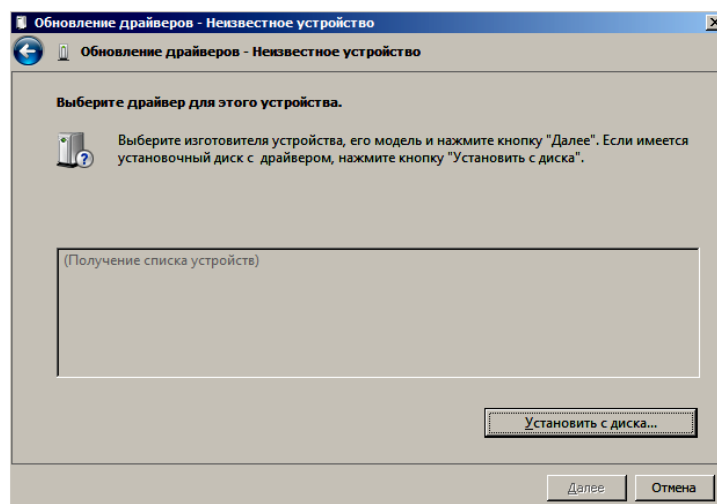 Обновление драйверов - Неизвестное устройство
Обновление драйверов - Неизвестное устройство
Выберите драйвер для этого устройства.
Выберите изготовителя устройства, его модель и нажмите кнопку "Далее". Если имеется
установочный диск с драйвером, нажмите кнопку "Установить с диска".
(Получение списка устройств)
Установить с диска...
Далее Отмена